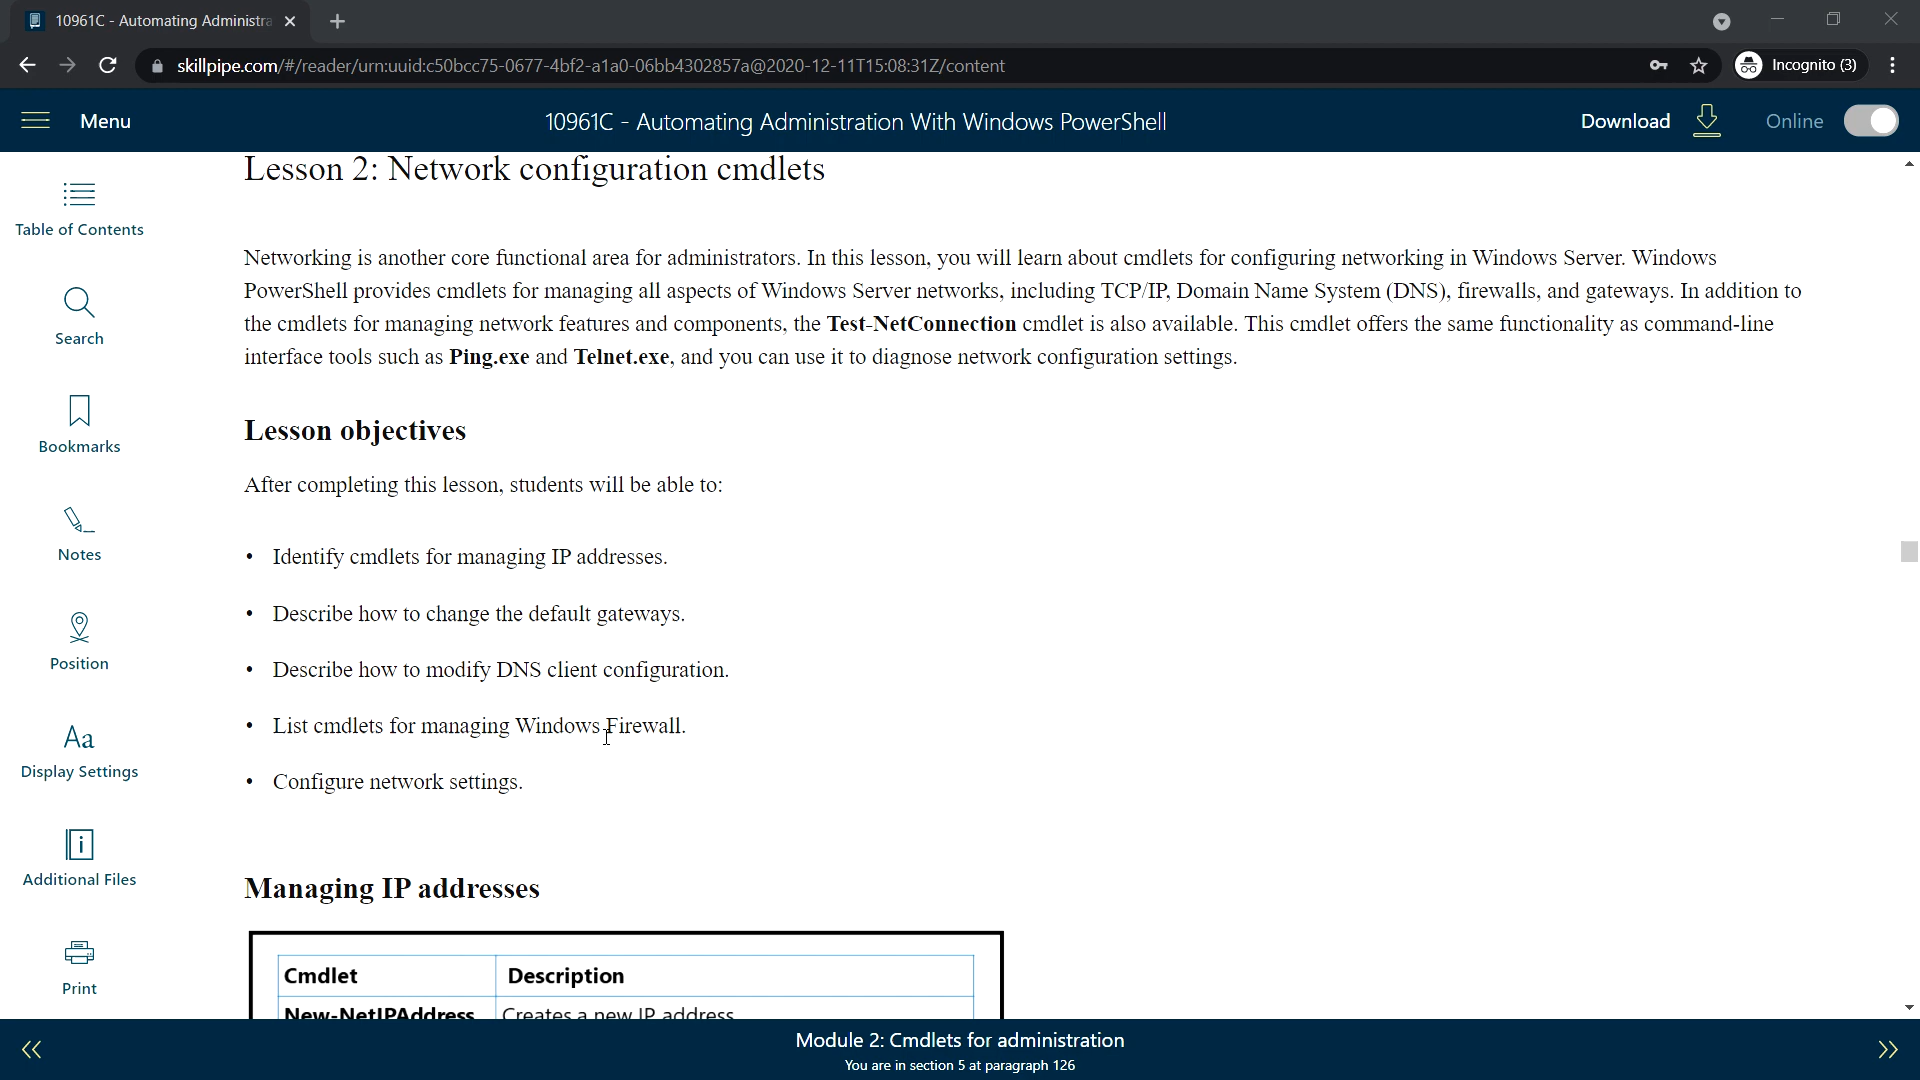 10961C - Automating Administra
skillpipe.com/#/reader/urn:uuid:c50bcc75-0677-4bf2-a1a0-06bb4302857a@2020-12-11T15:08:31Z/content
Incognito (3)
Menu
10961C - Automating Administration With Windows PowerShell
Download
Online
Table of Contents
Search
Bookmarks
Notes
Position
Aa
Display Settings
Additional Files
Print
Lesson 2: Network configuration cmdlets
Networking is another core functional area for administrators. In this lesson, you will learn about cmdlets for configuring networking in Windows Server. Windows
PowerShell provides cmdlets for managing all aspects of Windows Server networks, including TCP/IP, Domain Name System (DNS), firewalls, and gateways. In addition to
the cmdlets for managing network features and components, the Test-NetConnection cmdlet is also available. This cmdlet offers the same functionality as command-line
interface tools such as Ping.exe and Telnet.exe, and you can use it to diagnose network configuration settings.
Lesson objectives
After completing this lesson, students will be able to:
• Identify cmdlets for managing IP addresses.
• Describe how to change the default gateways.
• Describe how to modify DNS client configuration.
• List cmdlets for managing Windows Firewall.
• Configure network settings.
Managing IP addresses
Cmdlet Description
New-NetIPAddress Creates a new IP address
Module 2: Cmdlets for administration
You are in section 5 at paragraph 126